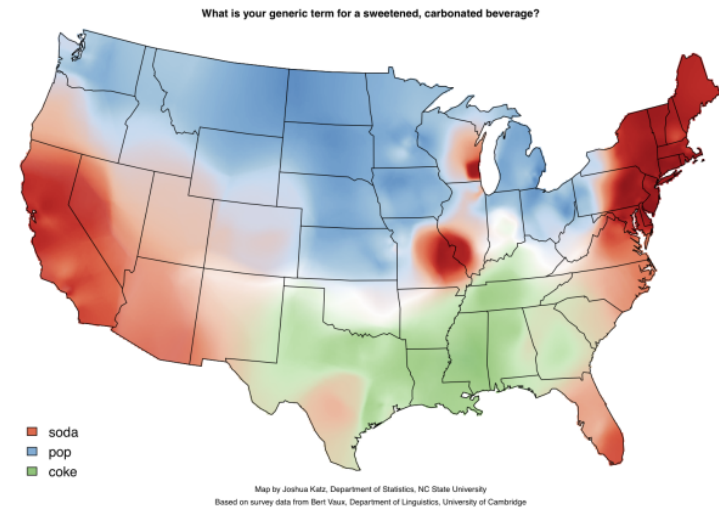 What is your generic term for a sweetened, carbonated beverage?
soda
pop
coke
Map by Joshua Katz, Department of Statistics, NC State University
Based on survey data from Bert Vaux, Department of Linguistics, University of Cambridge